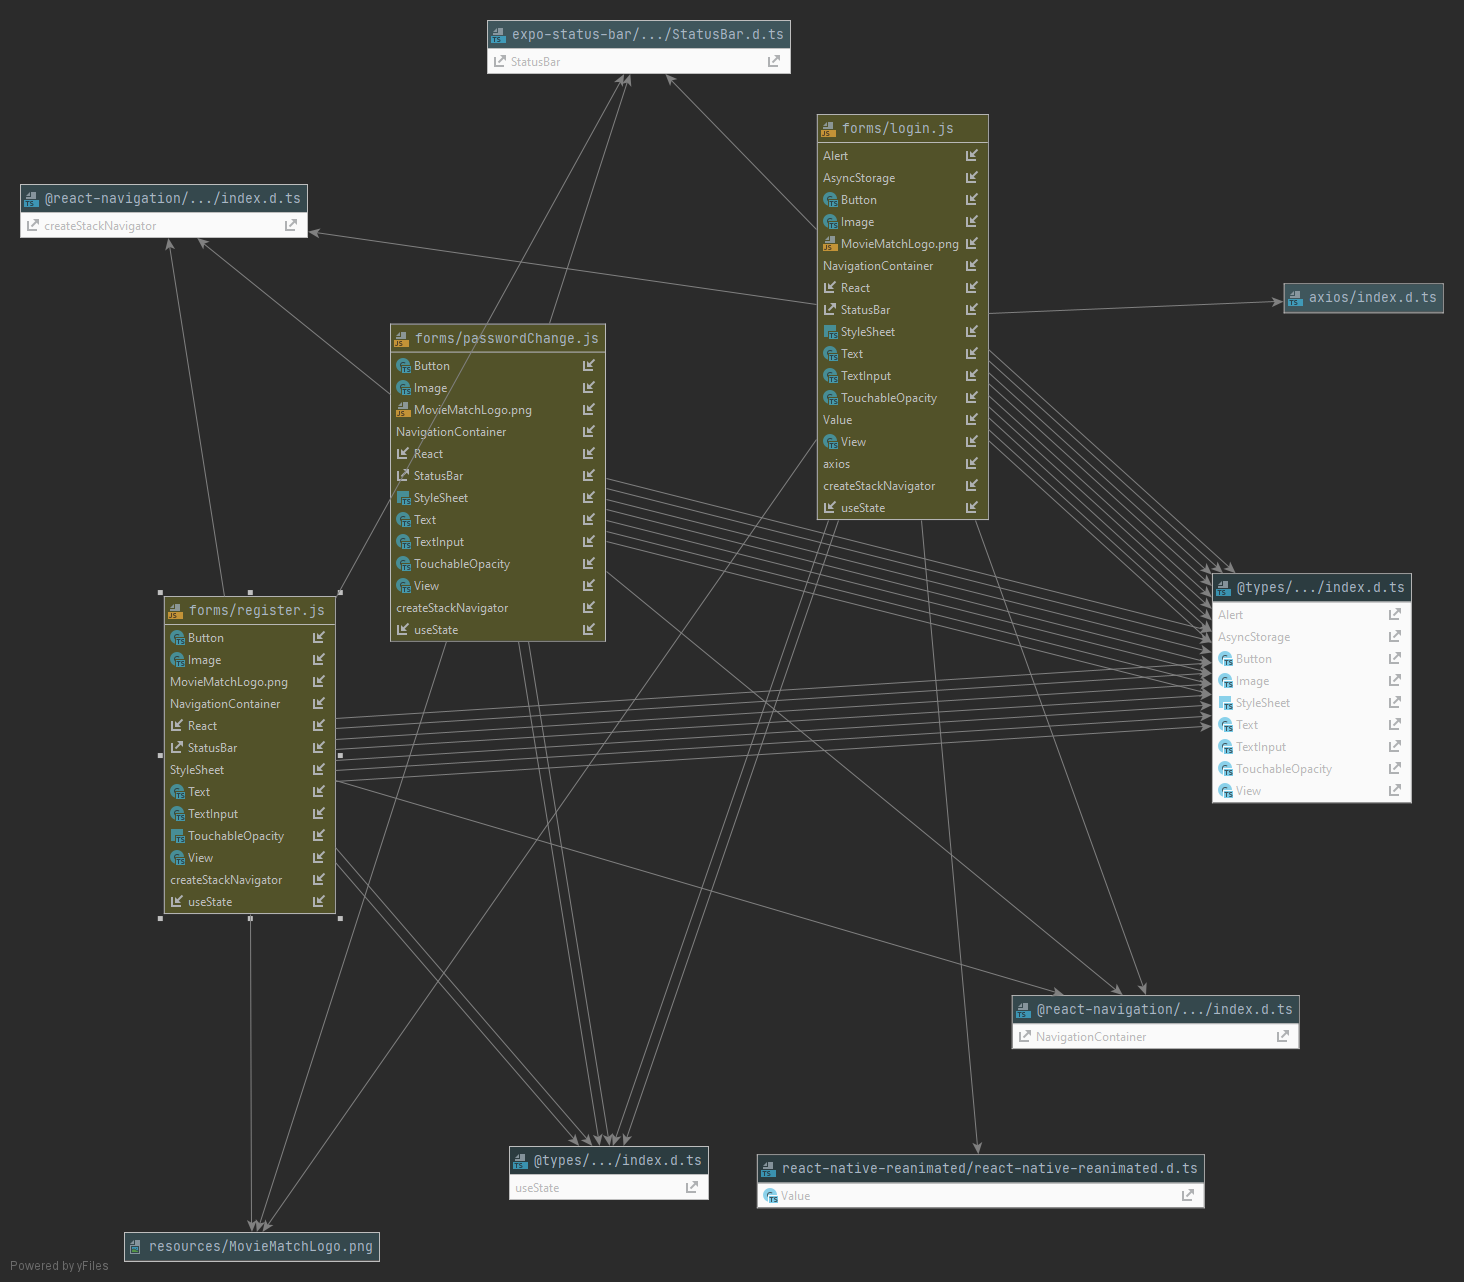 expo-status-bar/.../StatusBar.d.ts
StatusBar
forms/login.js
Alert
AsyncStorage
Button
Image
MovieMatchLogo.png
NavigationContainer
React
StatusBar
StyleSheet
Text
TextInput
TouchableOpacity
Value
View
axios
createStackNavigator
useState
@react-navigation/.../index.d.ts
createStackNavigator
axios/index.d.ts
forms/passwordChange.js
Button
Image
MovieMatchLogo.png
NavigationContainer
React
StatusBar
StyleSheet
Text
TextInput
TouchableOpacity
View
createStackNavigator
useState
@types/.../index.d.ts
Alert
AsyncStorage
Button
Image
StyleSheet
Text
TextInput
TouchableOpacity
View
forms/register.js
Button
Image
MovieMatchLogo.png
NavigationContainer
React
StatusBar
StyleSheet
Text
TextInput
TouchableOpacity
View
createStackNavigator
useState
@react-navigation/.../index.d.ts
NavigationContainer
@types/.../index.d.ts
useState
react-native-reanimated/react-native-reanimated.d.ts
Value
resources/MovieMatchLogo.png
Powered by yFiles